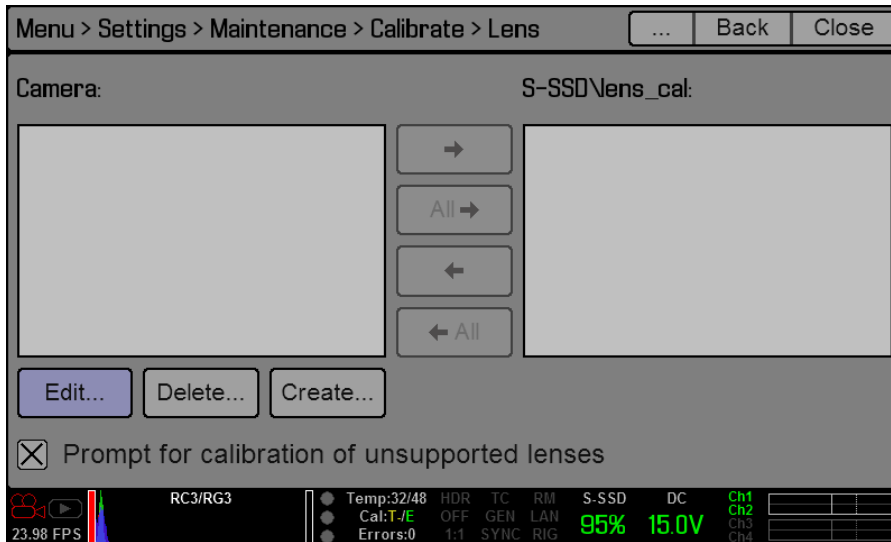 Menu > Settings > Maintenance > Calibrate > Lens ... Back Close
Camera: S-SSD\lens_cal:
➔
All ➔
←
← All
Edit... Delete... Create...
Prompt for calibration of unsupported lenses
RC3/RG3 Temp:32/48 HDR TC RM S-SSD DC Ch1
Cal:T-/E OFF GEN LAN 95% 15.0V Ch2
23.98 FPS Errors:0 1:1 SYNC RIG Ch3
Ch4